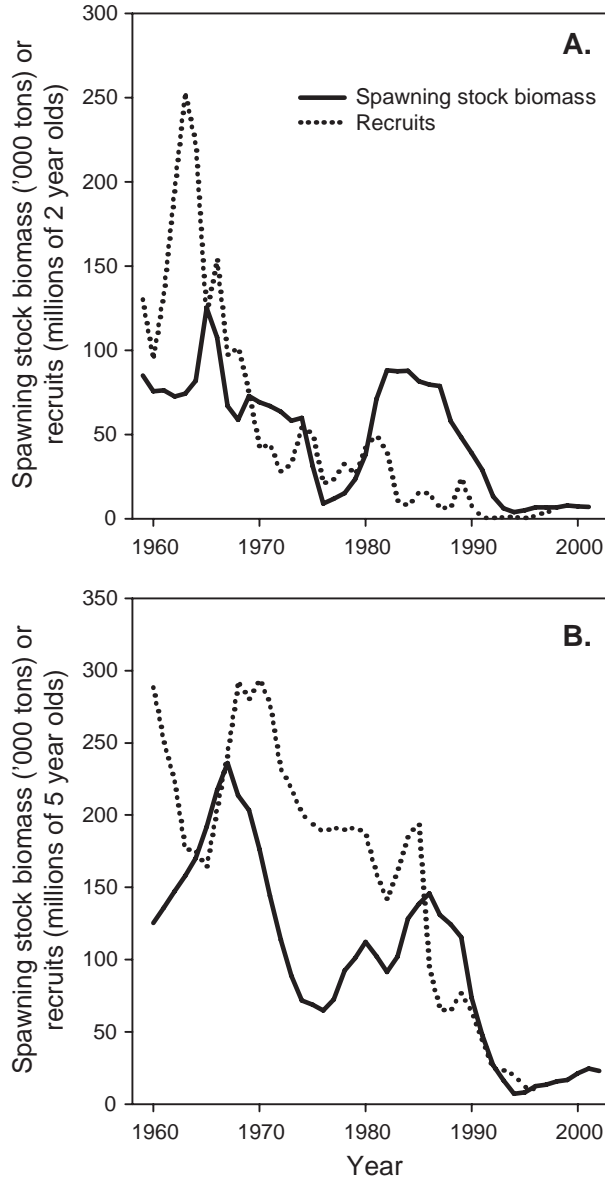 Spawning stock biomass ('000 tons) or
recruits (millions of 2 year olds)
300
250
200
150
100
50
0
A.
Spawning stock biomass
Recruits
1960 1970 1980 1990 2000
Spawning stock biomass ('000 tons) or
recruits (millions of 5 year olds)
350
300
250
200
150
100
50
0
B.
1960 1970 1980 1990 2000
Year